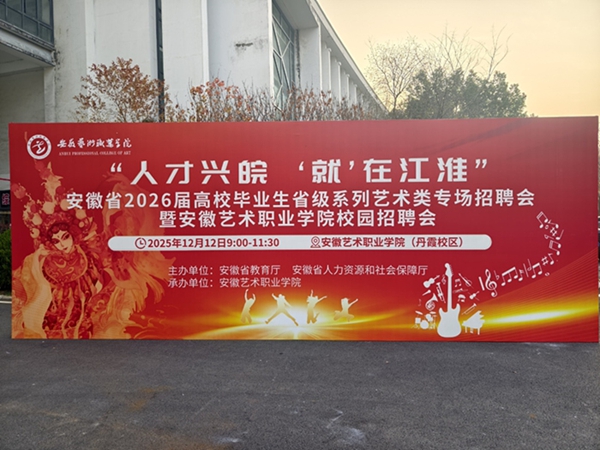 安徽艺术职业学院
ANHUI PROFESSIONAL COLLEGE OF ART
“人才兴皖 ‘就’在江淮”
安徽省2026届高校毕业生省级系列艺术类专场招聘会
暨安徽艺术职业学院校园招聘会
2025年12月12日9:00-11:30 安徽艺术职业学院（丹霞校区）
主办单位：安徽省教育厅 安徽省人力资源和社会保障厅
承办单位：安徽艺术职业学院